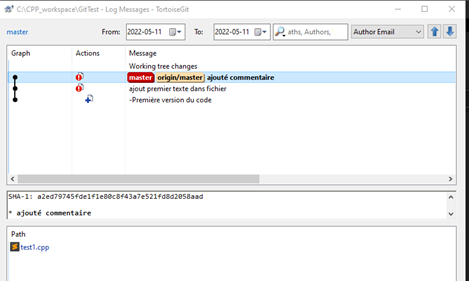 C:\CPP_workspace\GitTest - Log Messages - TortoiseGit
master From: 2022-05-11 To: 2022-05-11 aths, Authors, Author Email
Graph Actions Message
Working tree changes
master origin/master ajouté commentaire
ajout premier texte dans fichier
-Première version du code
SHA-1: a2ed79745fde1f1e80c8f43a7e521fd8d2058aad
* ajouté commentaire
Path
test1.cpp